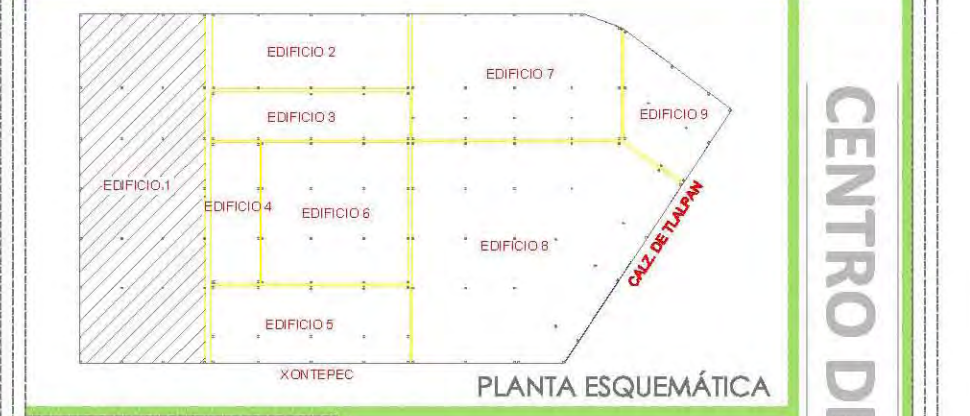 EDIFICIO 2
EDIFICIO 7
EDIFICIO 3
EDIFICIO 9
EDIFICIO 1
EDIFICIO 4
EDIFICIO 6
EDIFICIO 8
CALZ. DE TLALPAN
EDIFICIO 5
XONTEPEC
PLANTA ESQUEMÁTICA
CENTRO